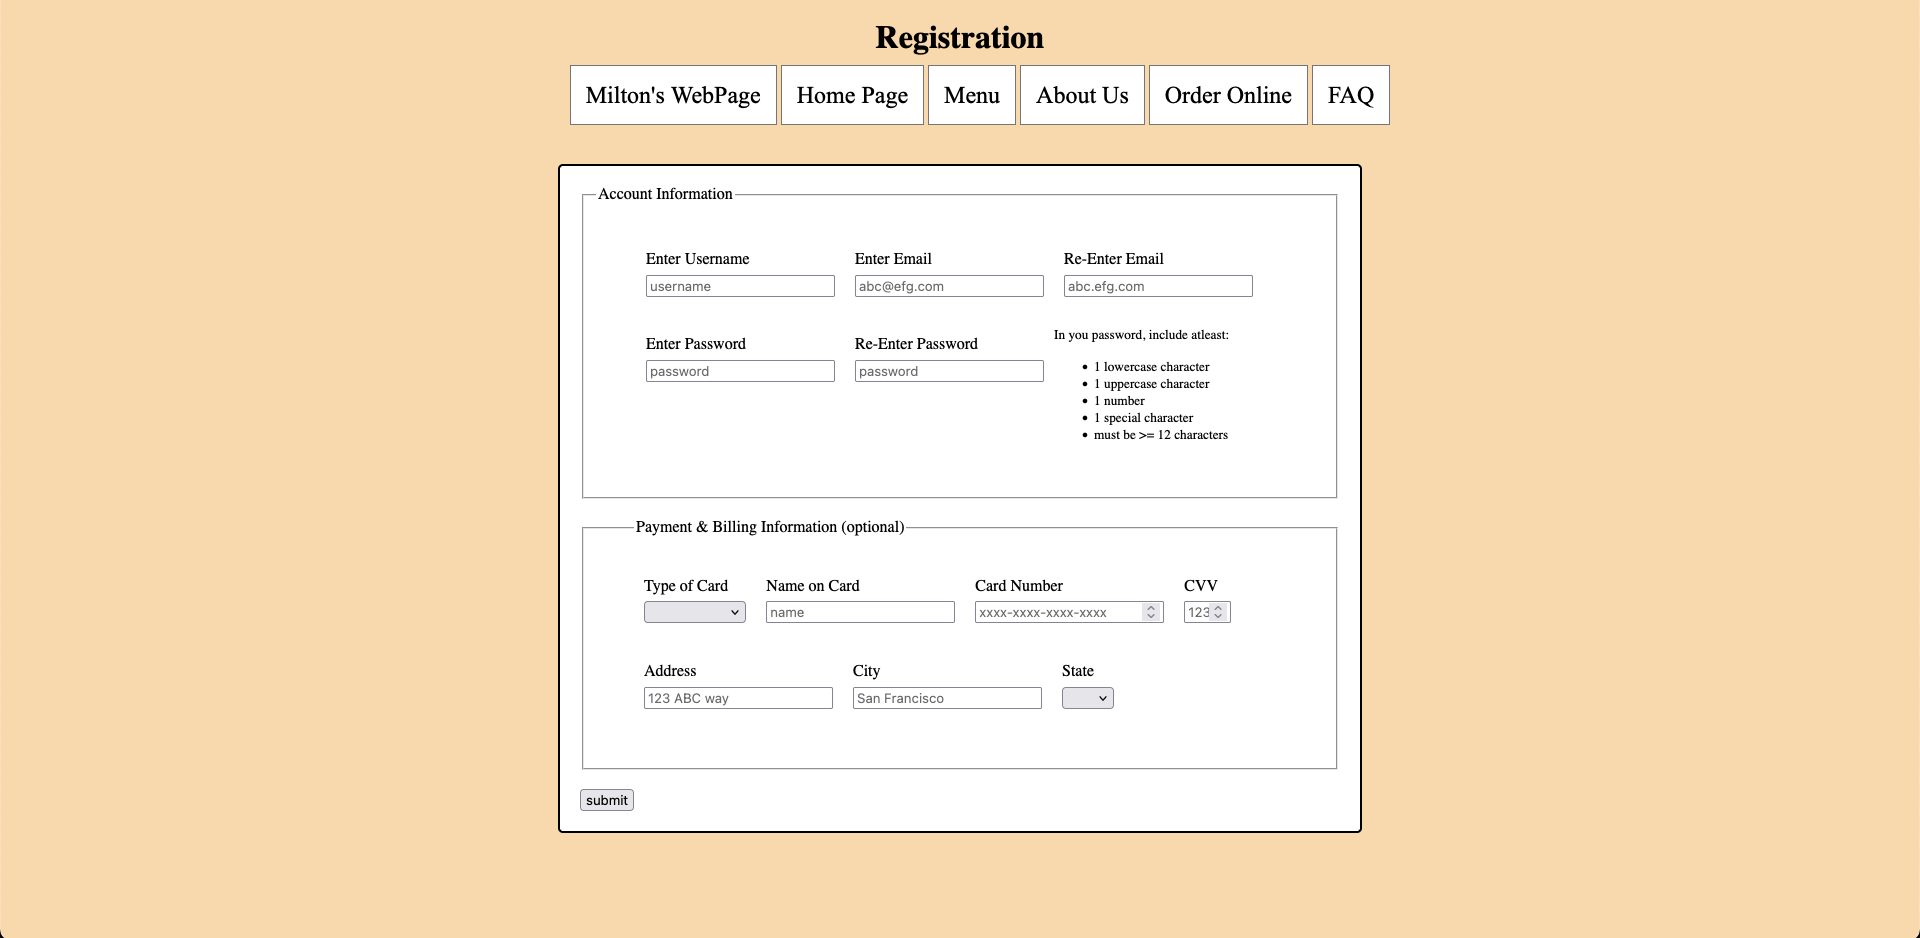 Registration
Milton's WebPage Home Page Menu About Us Order Online FAQ
Account Information
Enter Username Enter Email Re-Enter Email
username abc@efg.com abc.efg.com
Enter Password Re-Enter Password
password password
In you password, include atleast:
• 1 lowercase character
• 1 uppercase character
• 1 number
• 1 special character
• must be >= 12 characters
Payment & Billing Information (optional)
Type of Card Name on Card Card Number CVV
name xxxx-xxxx-xxxx-xxxx 123
Address City State
123 ABC way San Francisco
submit